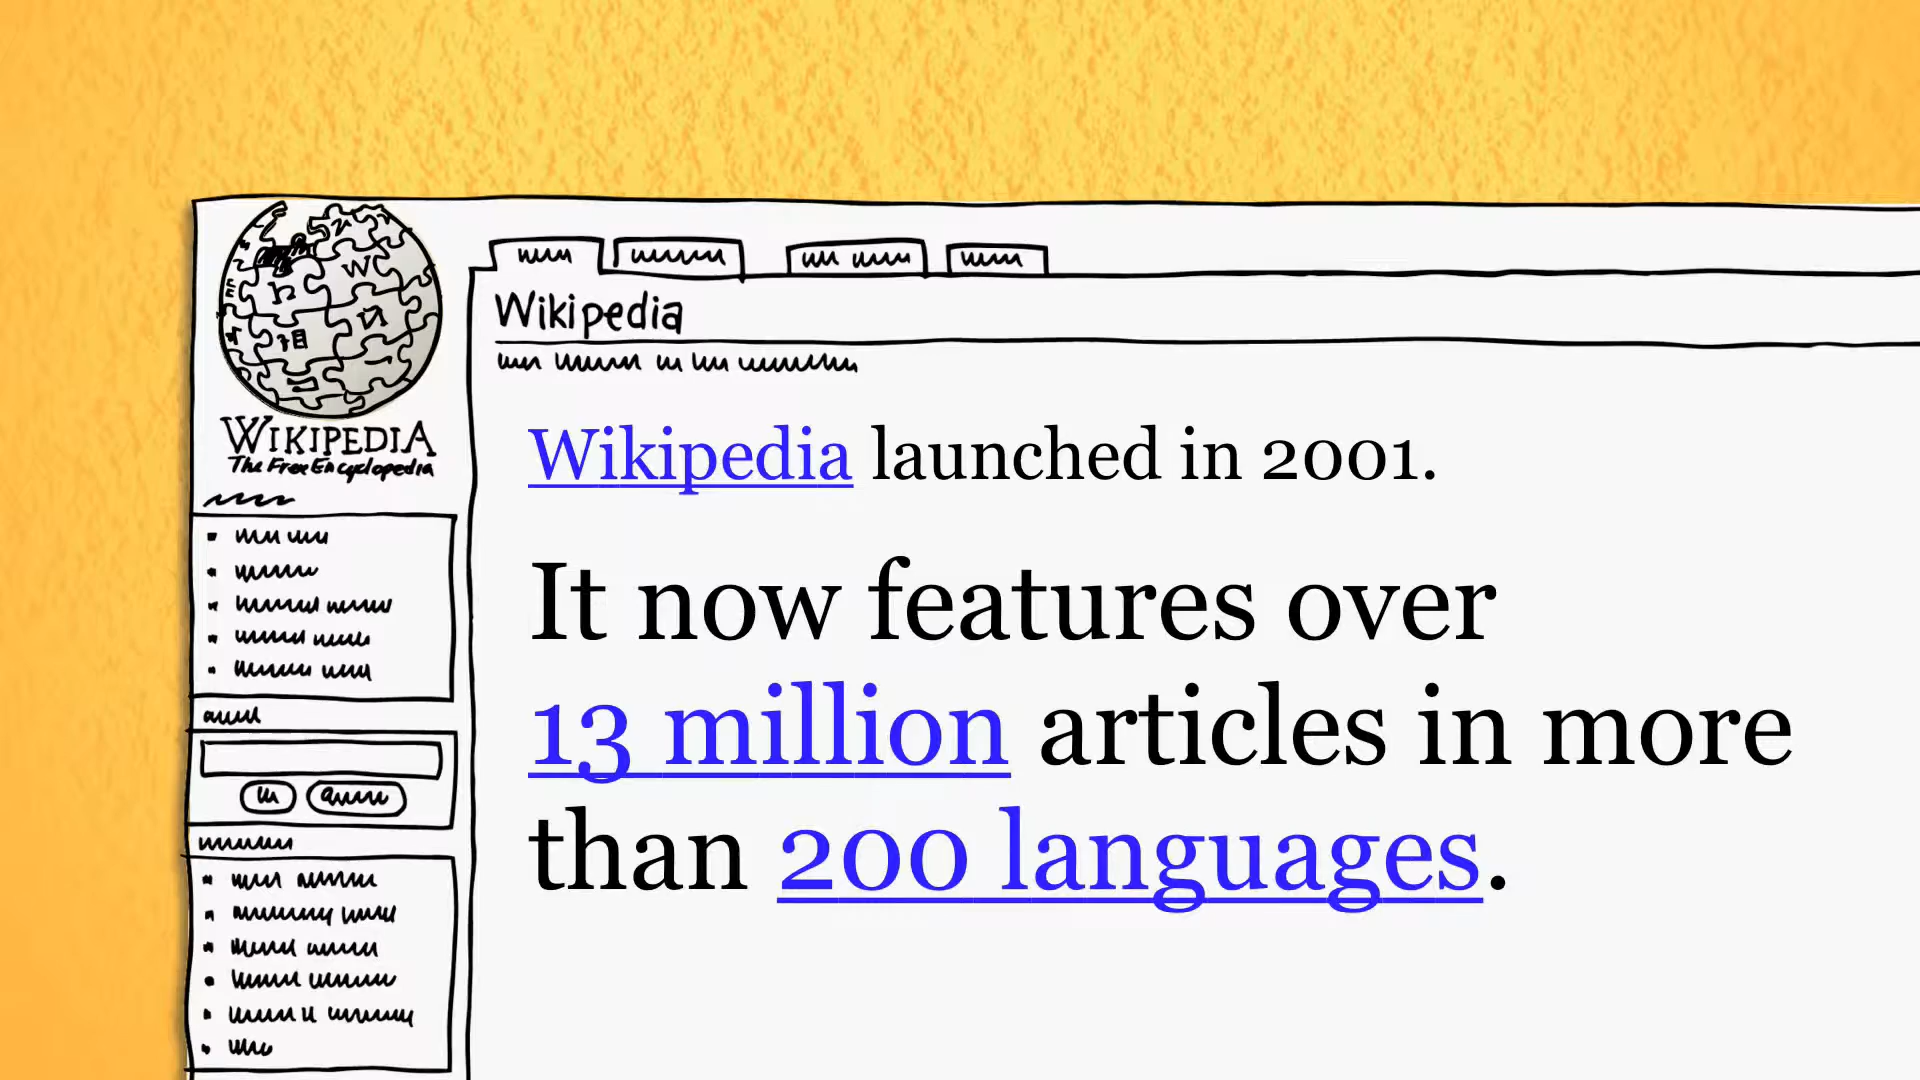 WIKIPEDIA
The Free Encyclopedia
Wikipedia
Wikipedia launched in 2001.
It now features over
13 million articles in more
than 200 languages.